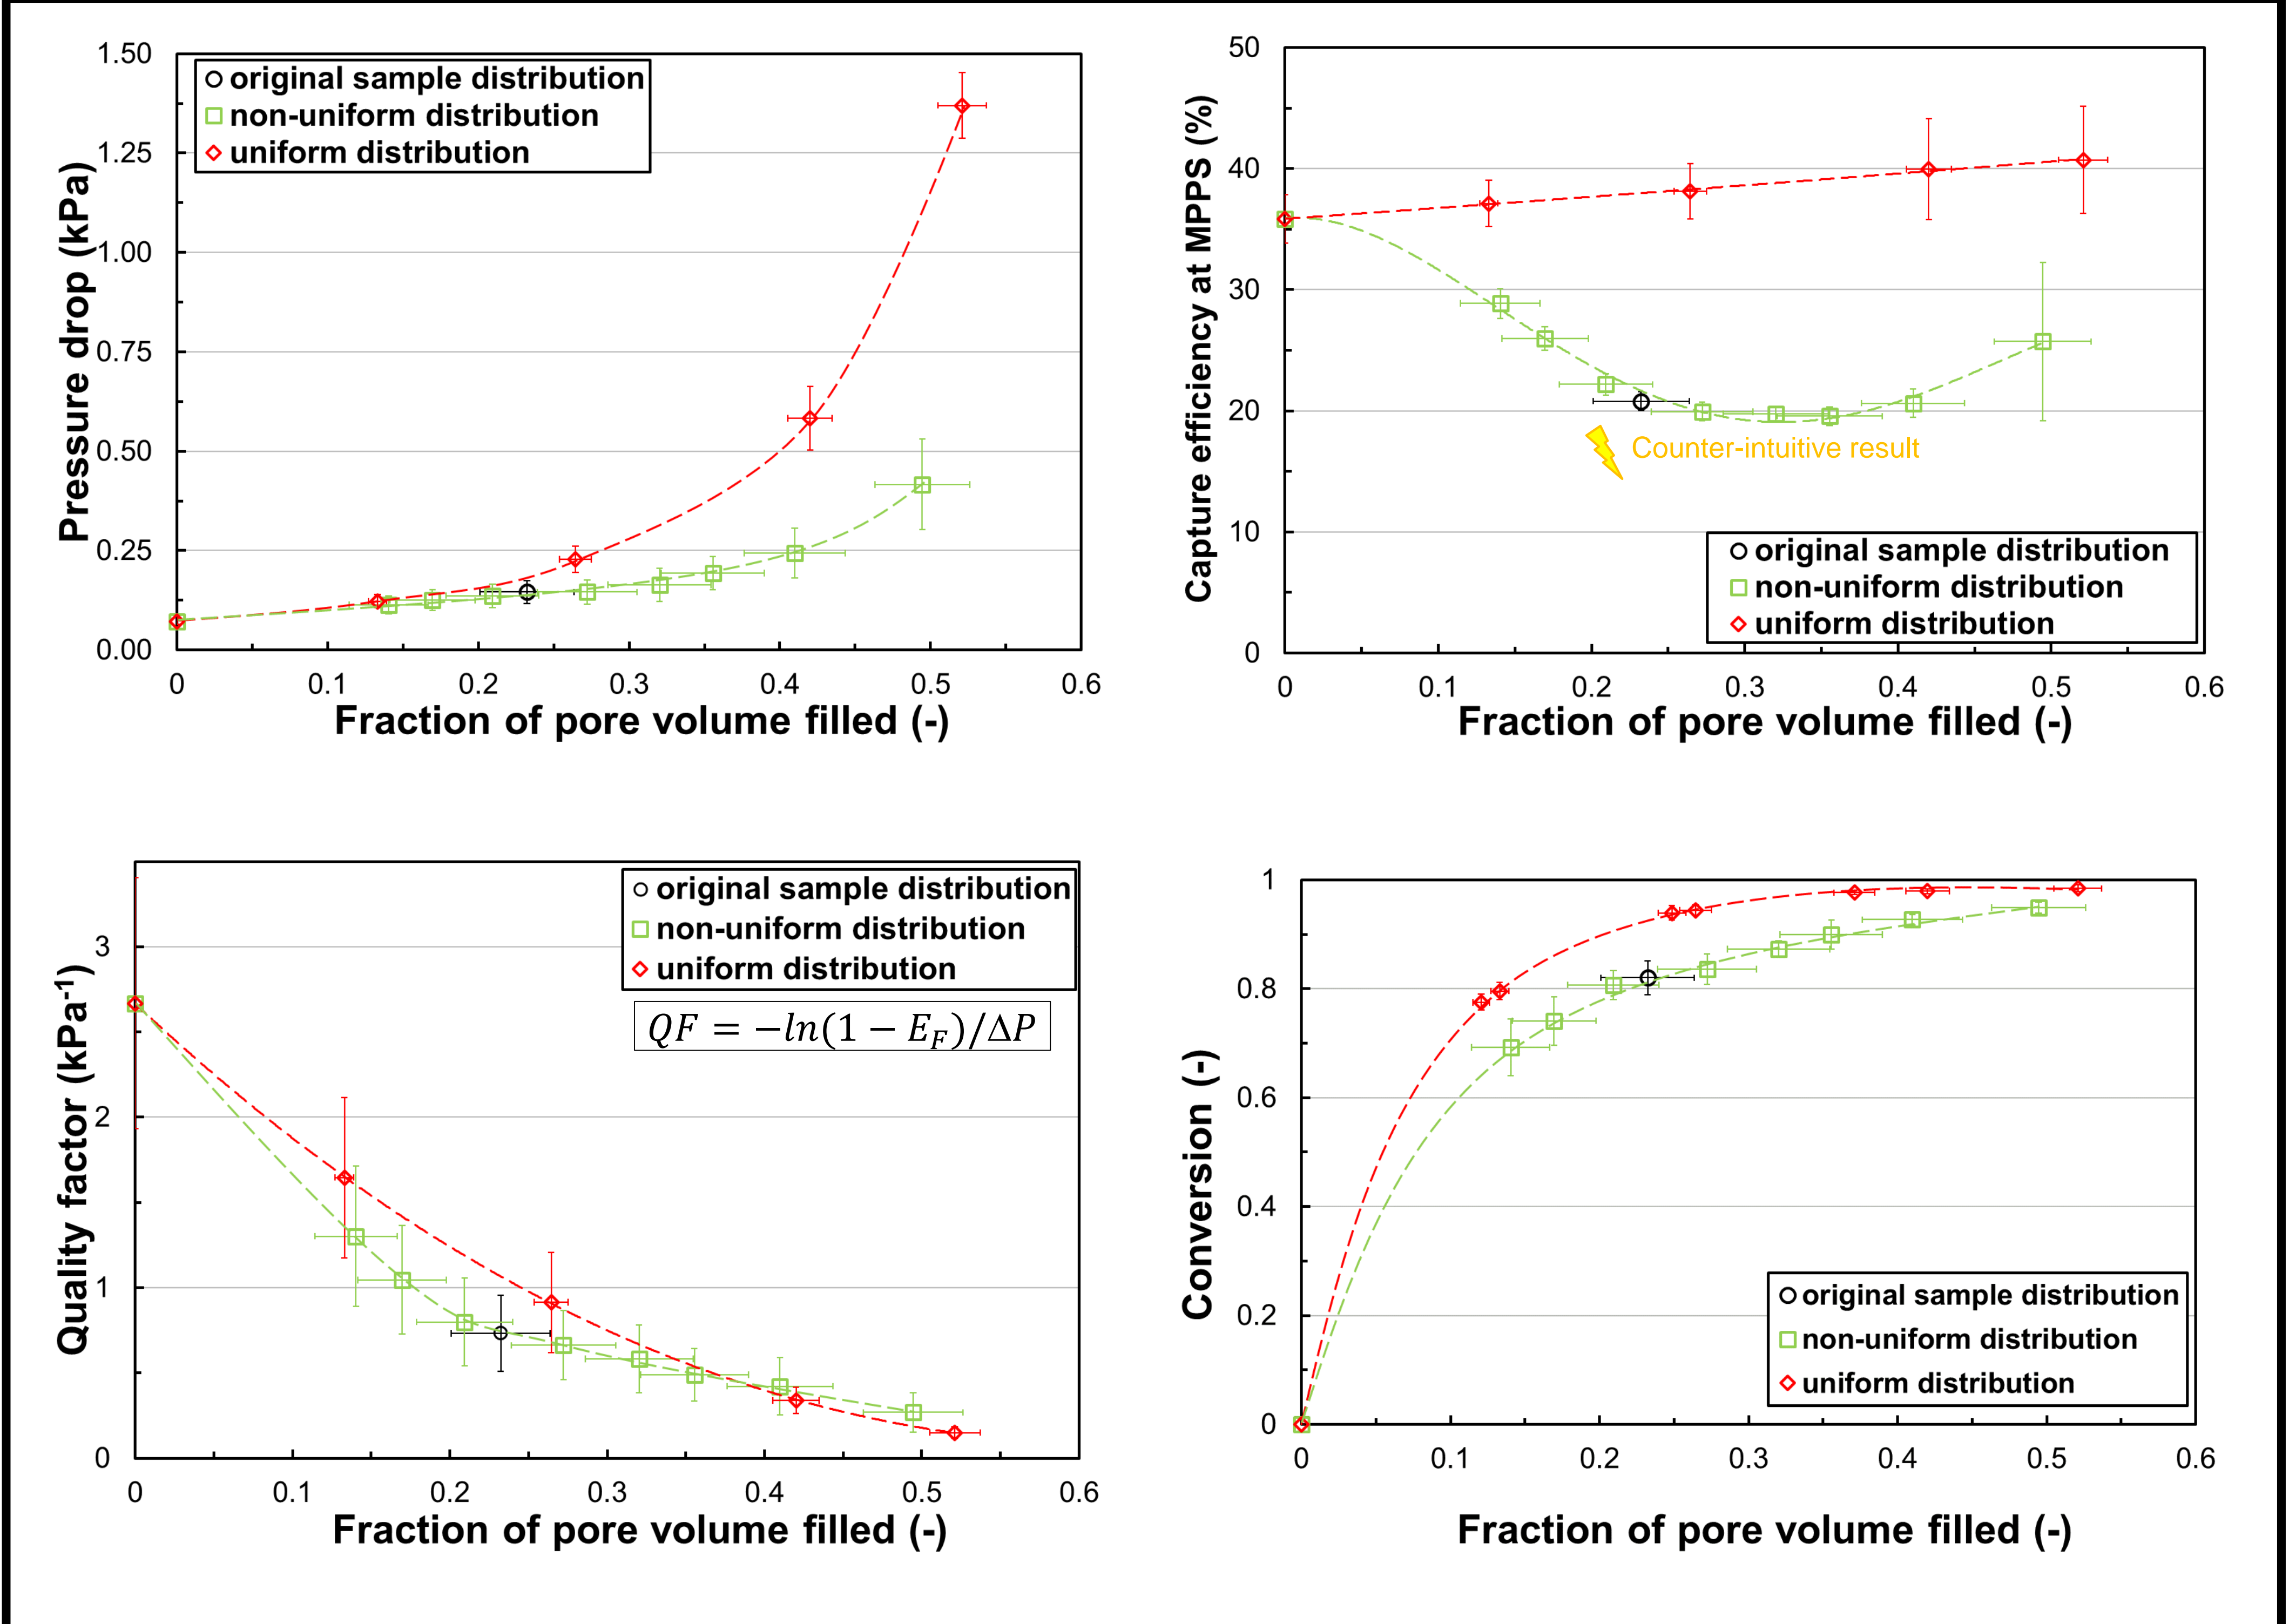 1.50
1.25
1.00
0.75
0.50
0.25
0.00
Pressure drop (kPa)
original sample distribution
non-uniform distribution
uniform distribution
0 0.1 0.2 0.3 0.4 0.5 0.6
Fraction of pore volume filled (-)
50
40
30
20
10
0
Capture efficiency at MPPS (%)
Counter-intuitive result
original sample distribution
non-uniform distribution
uniform distribution
0 0.1 0.2 0.3 0.4 0.5 0.6
Fraction of pore volume filled (-)
3
2
1
0
Quality factor (kPa⁻¹)
original sample distribution
non-uniform distribution
uniform distribution
QF = −ln(1 − E_F)/ΔP
0 0.1 0.2 0.3 0.4 0.5 0.6
Fraction of pore volume filled (-)
1
0.8
0.6
0.4
0.2
0
Conversion (-)
original sample distribution
non-uniform distribution
uniform distribution
0 0.1 0.2 0.3 0.4 0.5 0.6
Fraction of pore volume filled (-)